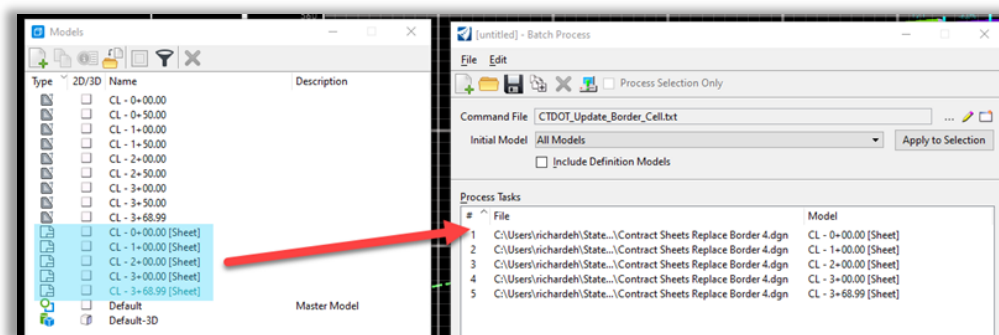 Models
Type 2D/3D Name Description
CL - 0+00.00
CL - 0+50.00
CL - 1+00.00
CL - 1+50.00
CL - 2+00.00
CL - 2+50.00
CL - 3+00.00
CL - 3+50.00
CL - 3+68.99
CL - 0+00.00 [Sheet]
CL - 1+00.00 [Sheet]
CL - 2+00.00 [Sheet]
CL - 3+00.00 [Sheet]
CL - 3+68.99 [Sheet]
Default Master Model
Default-3D
[untitled] - Batch Process
File Edit
Process Selection Only
Command File CTDOT_Update_Border_Cell.txt ...
Initial Model All Models Apply to Selection
Include Definition Models
Process Tasks
# File Model
1 C:\Users\richardeh\State...\Contract Sheets Replace Border 4.dgn CL - 0+00.00 [Sheet]
2 C:\Users\richardeh\State...\Contract Sheets Replace Border 4.dgn CL - 1+00.00 [Sheet]
3 C:\Users\richardeh\State...\Contract Sheets Replace Border 4.dgn CL - 2+00.00 [Sheet]
4 C:\Users\richardeh\State...\Contract Sheets Replace Border 4.dgn CL - 3+00.00 [Sheet]
5 C:\Users\richardeh\State...\Contract Sheets Replace Border 4.dgn CL - 3+68.99 [Sheet]